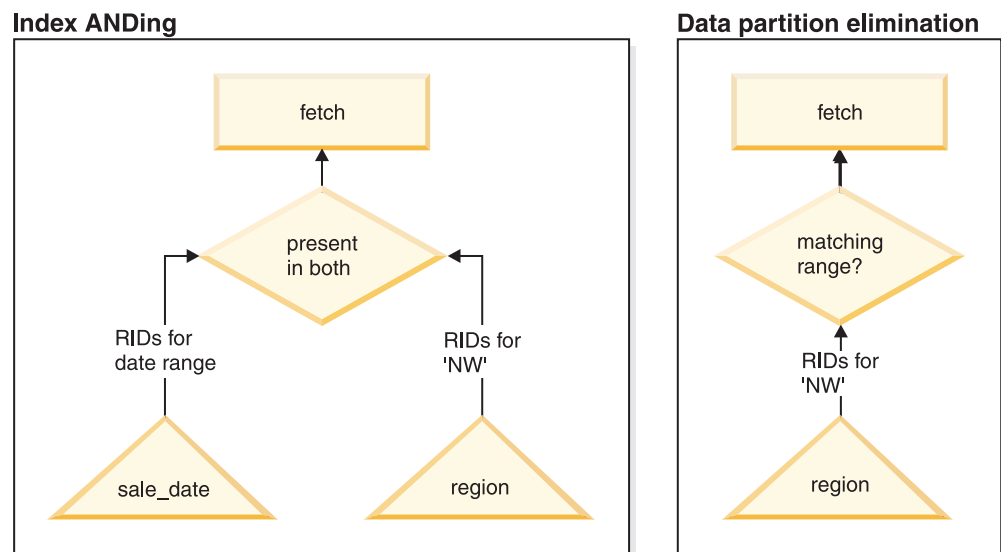 Index ANDing
fetch
present
in both
RIDs for
date range
RIDs for
'NW'
sale_date
region
Data partition elimination
fetch
matching
range?
RIDs for
'NW'
region